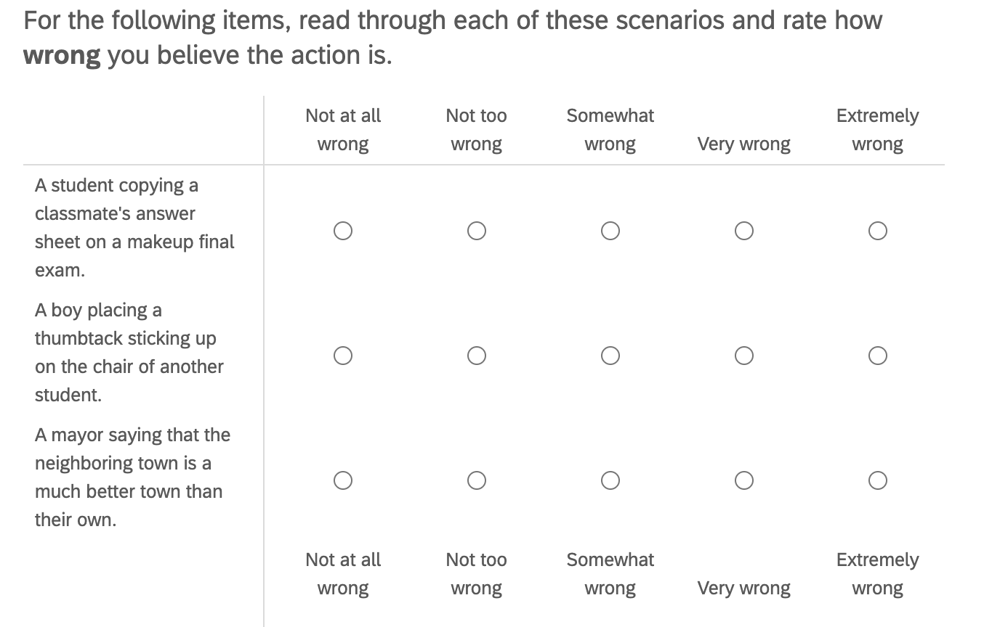 For the following items, read through each of these scenarios and rate how
wrong you believe the action is.
Not at all wrong
Not too wrong
Somewhat wrong
Very wrong
Extremely wrong
A student copying a
classmate's answer
sheet on a makeup final
exam.
A boy placing a
thumbtack sticking up
on the chair of another
student.
A mayor saying that the
neighboring town is a
much better town than
their own.
Not at all wrong
Not too wrong
Somewhat wrong
Very wrong
Extremely wrong